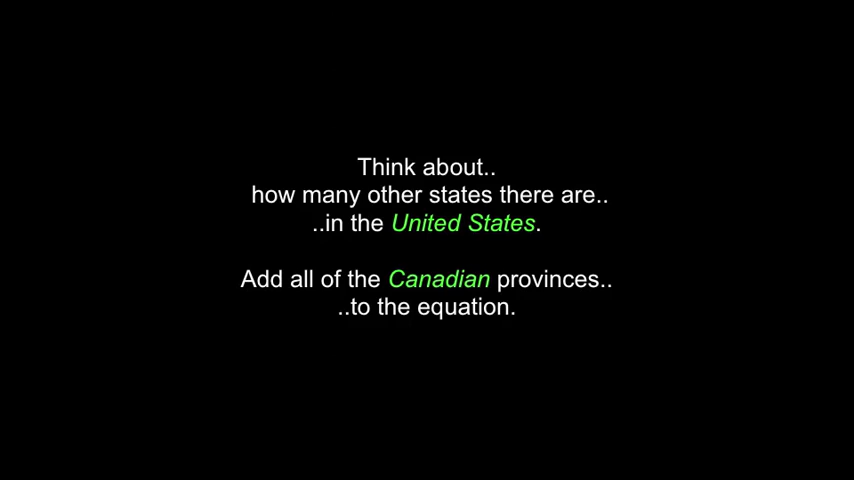 Think about..
how many other states there are..
..in the United States.
Add all of the Canadian provinces..
..to the equation.